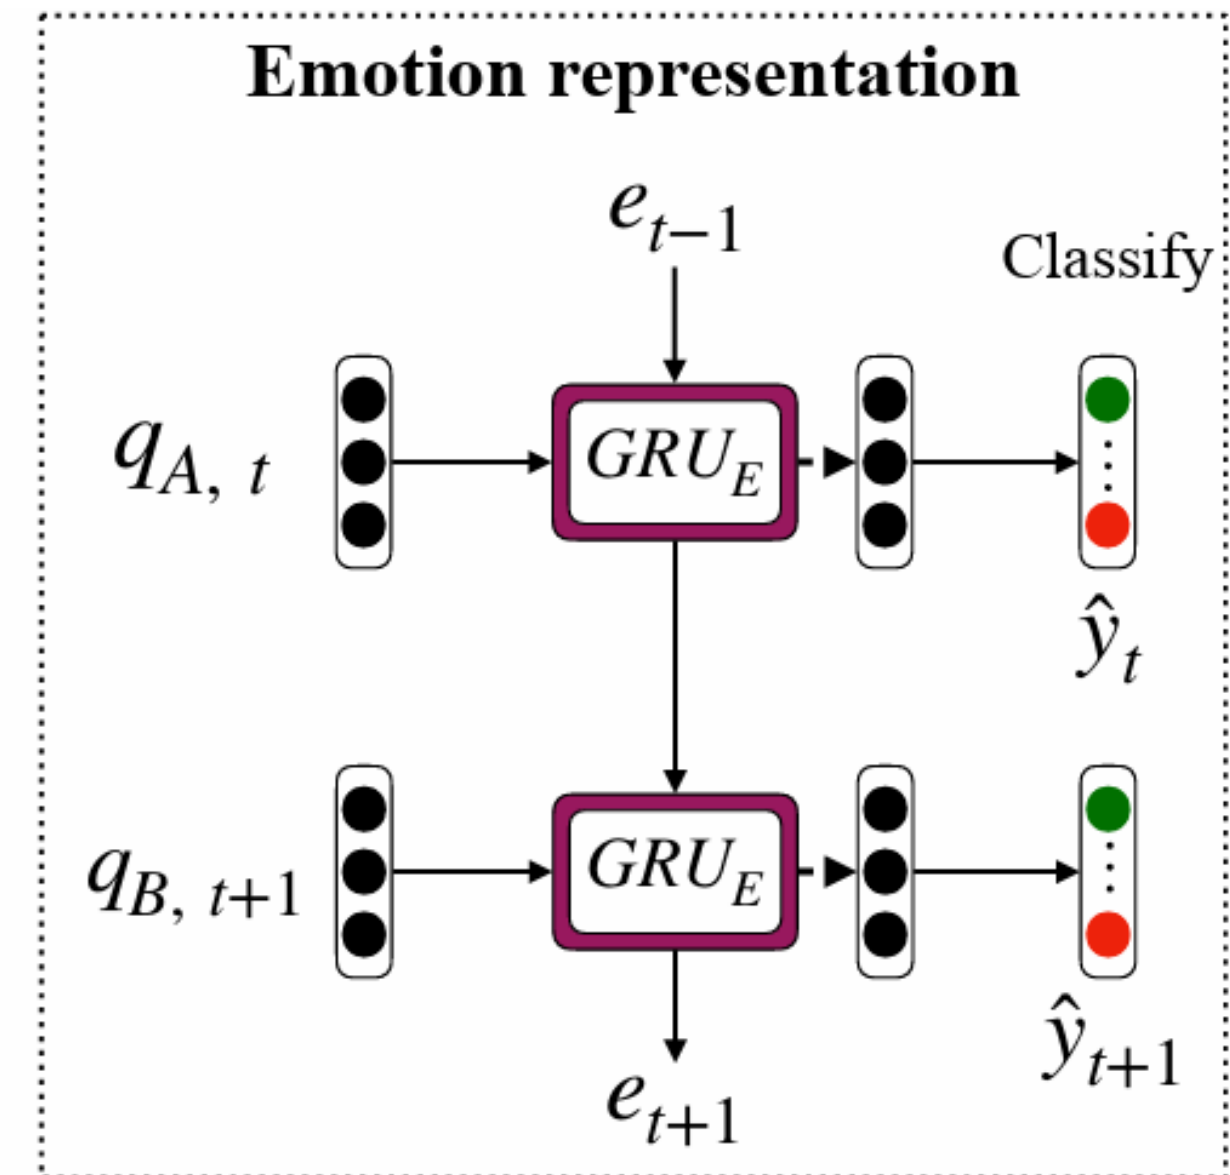 Emotion representation
e_{t-1}
Classify
q_{A, t}
GRU_E
ŷ_t
q_{B, t+1}
GRU_E
ŷ_{t+1}
e_{t+1}